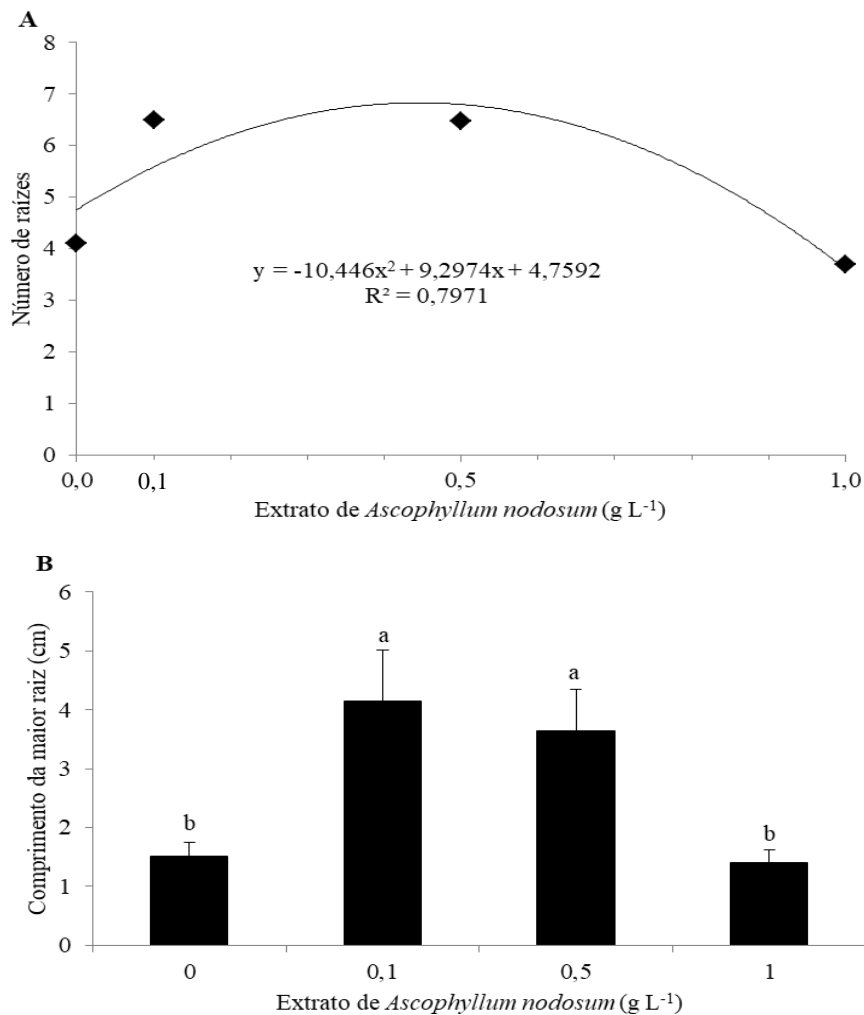 A
8
7
6
5
4
3
2
1
0
Número de raízes
y = -10,446x² + 9,2974x + 4,7592
R² = 0,7971
0,0 0,1 0,5 1,0
Extrato de Ascophyllum nodosum (g L⁻¹)
B
6
5
4
3
2
1
0
Comprimento da maior raiz (cm)
b a a b
0 0,1 0,5 1
Extrato de Ascophyllum nodosum (g L⁻¹)